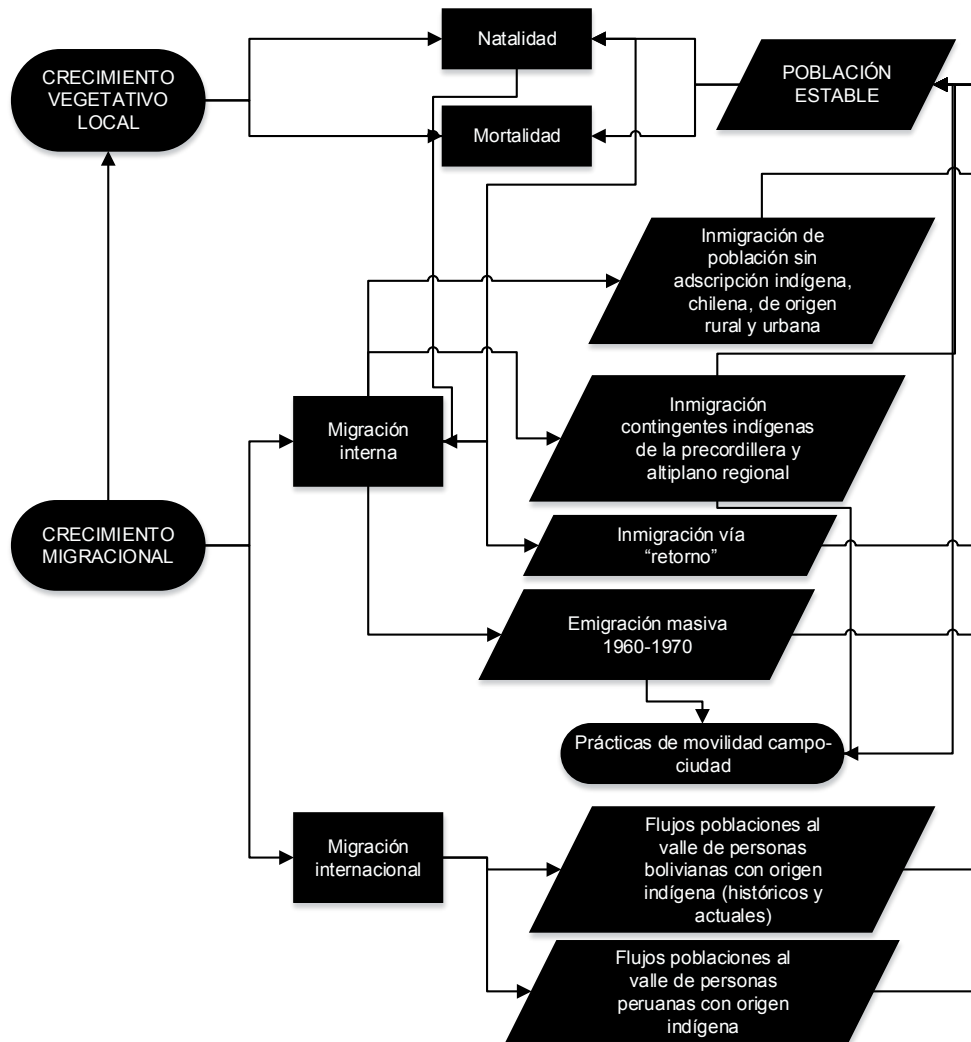 Natalidad
CRECIMIENTO
VEGETATIVO
LOCAL
POBLACIÓN
ESTABLE
Mortalidad
Inmigración de
población sin
adscripción indígena,
chilena, de origen
rural y urbana
Migración
interna
Inmigración
contingentes indígenas
de la precordillera y
altiplano regional
CRECIMIENTO
MIGRACIONAL
Inmigración vía
“retorno”
Emigración masiva
1960-1970
Prácticas de movilidad campo-
ciudad
Migración
internacional
Flujos poblaciones al
valle de personas
bolivianas con origen
indígena (históricos y
actuales)
Flujos poblaciones al
valle de personas
peruanas con origen
indígena